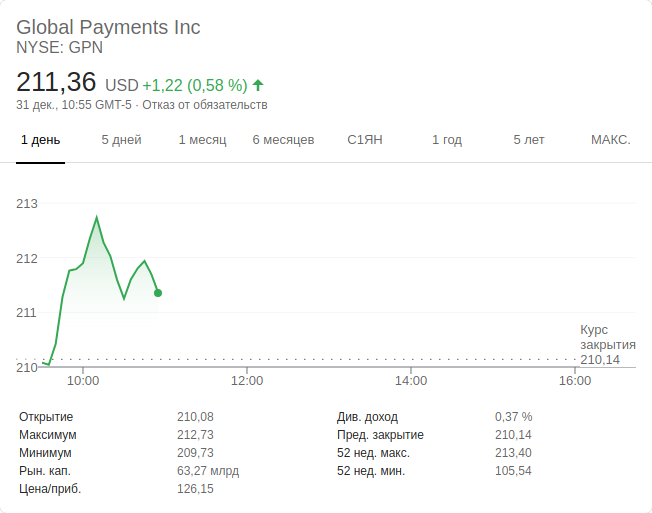 Global Payments Inc
NYSE: GPN
211,36 USD +1,22 (0,58 %)
31 дек., 10:55 GMT-5 · Отказ от обязательств
1 день 5 дней 1 месяц 6 месяцев С1ЯН 1 год 5 лет МАКС.
213
212
211
210
Курс
закрытия
210,14
10:00 12:00 14:00 16:00
Открытие 210,08
Максимум 212,73
Минимум 209,73
Рын. кап. 63,27 млрд
Цена/приб. 126,15
Див. доход 0,37 %
Пред. закрытие 210,14
52 нед. макс. 213,40
52 нед. мин. 105,54